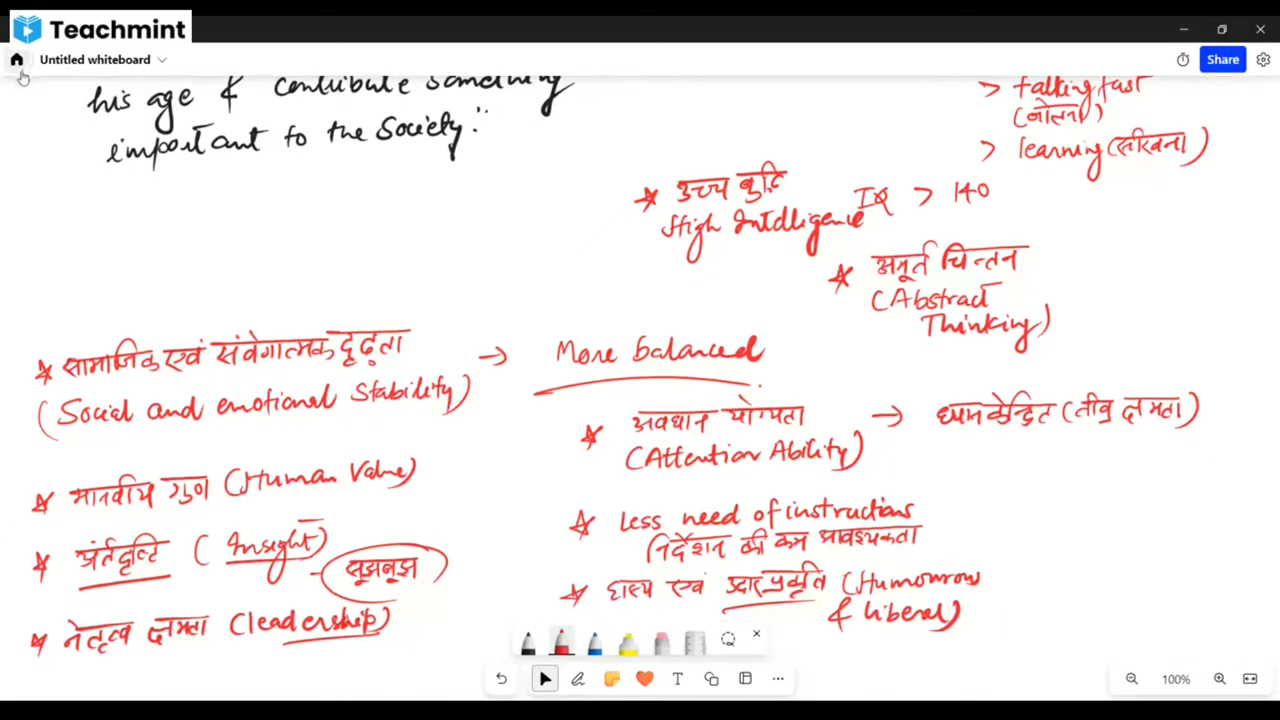 Teachmint
Untitled whiteboard
Share
his age & contribute something
important to the Society."
> talking fast
(बोलना)
> learning (सीखना)
* उच्च बुद्धि IQ > 140
High Intelligence
* अमूर्त चिन्तन
(Abstract
Thinking)
* सामाजिक एवं संवेगात्मक दृढ़ता → More balanced
(Social and emotional Stability)
* अवधान योग्यता → ध्यानकेन्द्रित (तीव्र क्षमता)
(Attention Ability)
* मानवीय गुण (Human Value)
* अंर्तदृष्टि (Insight) - सूझबूझ
* नेतृत्व क्षमता (leadership)
* Less need of instructions
निर्देशन की कम आवश्यकता
* हास्य एवं उदार प्रकृति (Humourous
& liberal)
100%